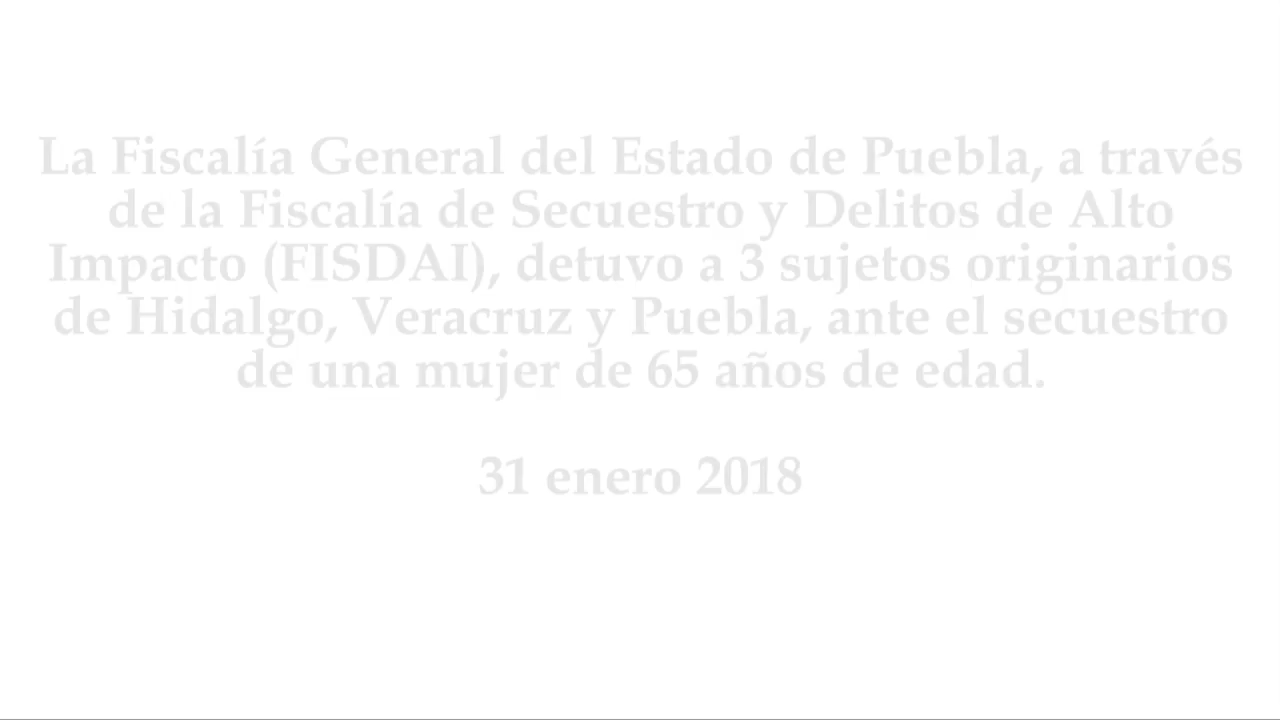 La Fiscalía General del Estado de Puebla, a través
de la Fiscalía de Secuestro y Delitos de Alto
Impacto (FISDAI), detuvo a 3 sujetos originarios
de Hidalgo, Veracruz y Puebla, ante el secuestro
de una mujer de 65 años de edad.
31 enero 2018